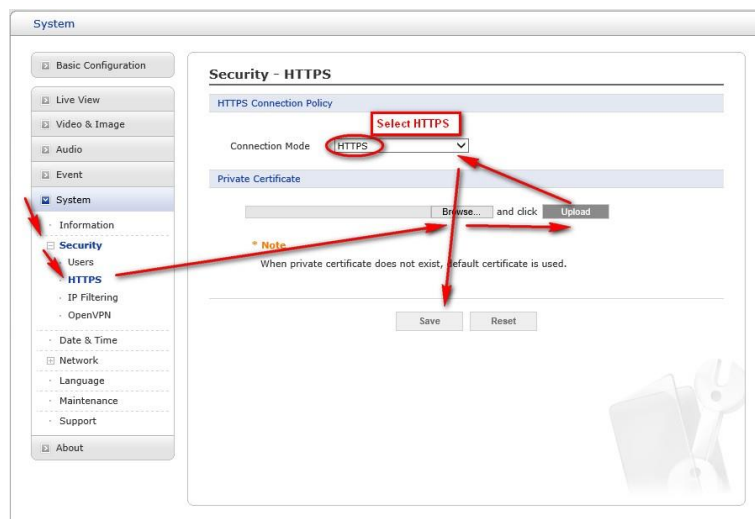 System
Basic Configuration
Live View
Video & Image
Audio
Event
System
Information
Security
Users
HTTPS
IP Filtering
OpenVPN
Date & Time
Network
Language
Maintenance
Support
About
Security - HTTPS
HTTPS Connection Policy
Select HTTPS
Connection Mode HTTPS
Private Certificate
Browse... and click Upload
* Note
When private certificate does not exist, default certificate is used.
Save Reset